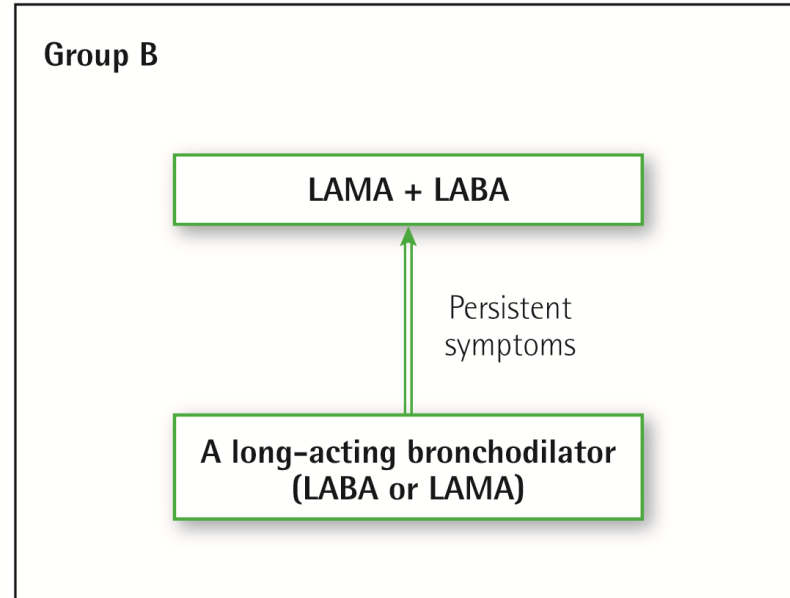 Group B
LAMA + LABA
Persistent
symptoms
A long-acting bronchodilator
(LABA or LAMA)